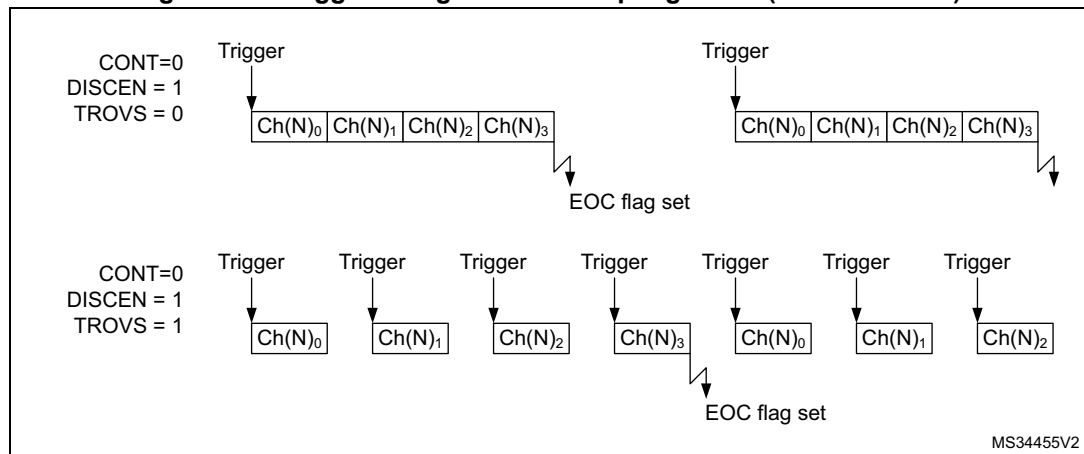 Trigger Trigger
CONT=0
DISCEN = 1
TROVS = 0
Ch(N)₀ Ch(N)₁ Ch(N)₂ Ch(N)₃ Ch(N)₀ Ch(N)₁ Ch(N)₂ Ch(N)₃
EOC flag set
Trigger Trigger Trigger Trigger Trigger Trigger Trigger
CONT=0
DISCEN = 1
TROVS = 1
Ch(N)₀ Ch(N)₁ Ch(N)₂ Ch(N)₃ Ch(N)₀ Ch(N)₁ Ch(N)₂
EOC flag set
MS34455V2